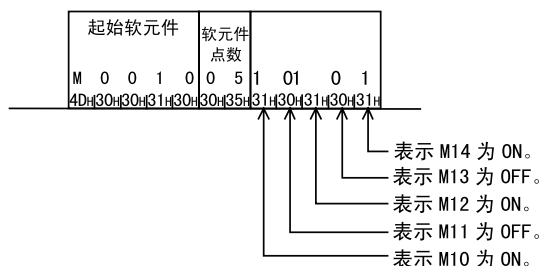 起始软元件
软元件
点数
M 0 0 1 0 0 5 1 01 0 1
4DH 30H 30H 31H 30H 30H 35H 31H 30H 31H 30H 31H
表示 M14 为 ON。
表示 M13 为 OFF。
表示 M12 为 ON。
表示 M11 为 OFF。
表示 M10 为 ON。